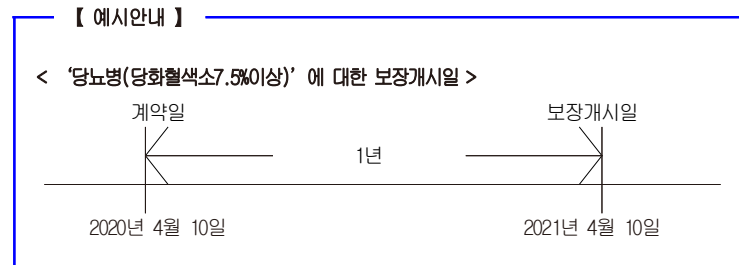 【 예시안내 】
< ‘당뇨병(당화혈색소7.5%이상)’에 대한 보장개시일 >
계약일 보장개시일
1년
2020년 4월 10일 2021년 4월 10일